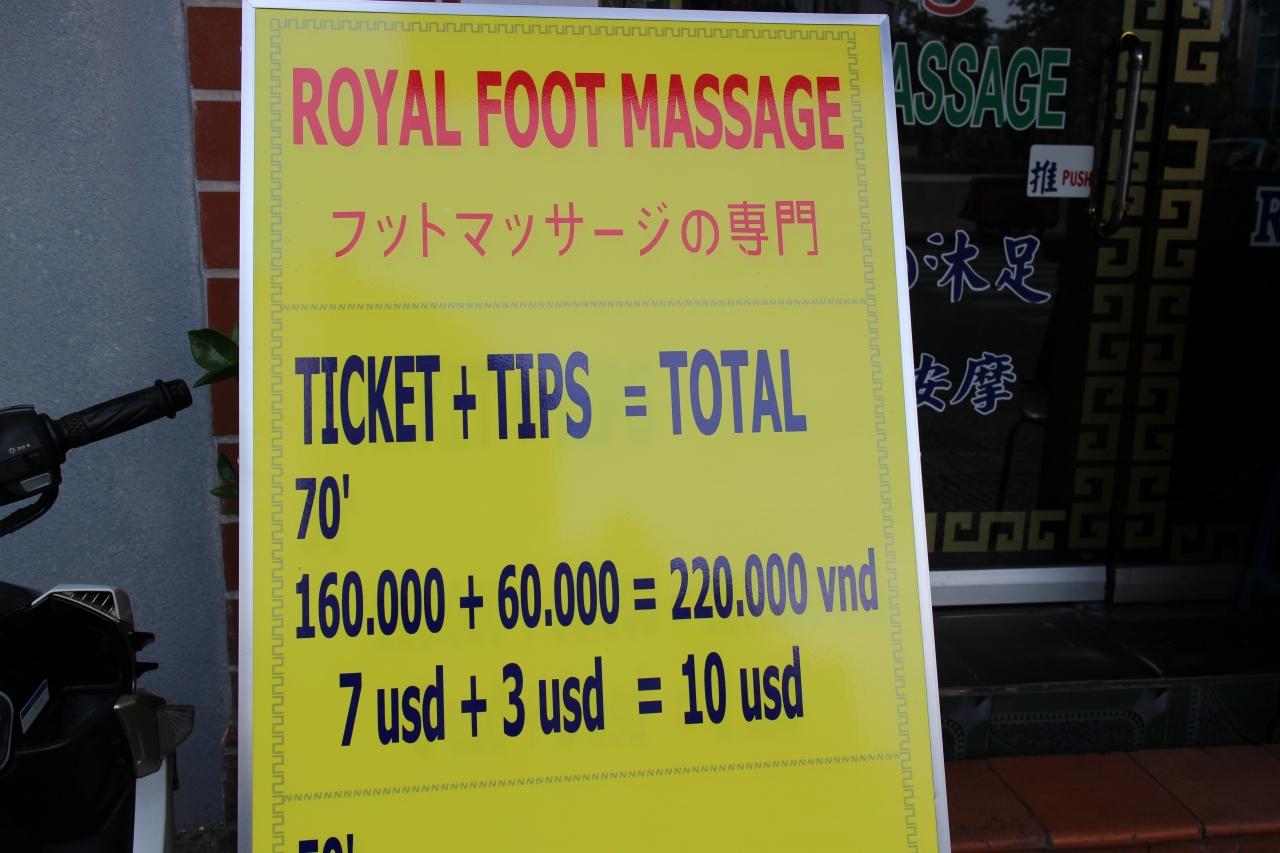 ROYAL FOOT MASSAGE
フットマッサージの専門
TICKET + TIPS = TOTAL
70'
160.000 + 60.000 = 220.000 vnd
7 usd + 3 usd = 10 usd
ASSAGE
推 PUSH
沐足
按摩